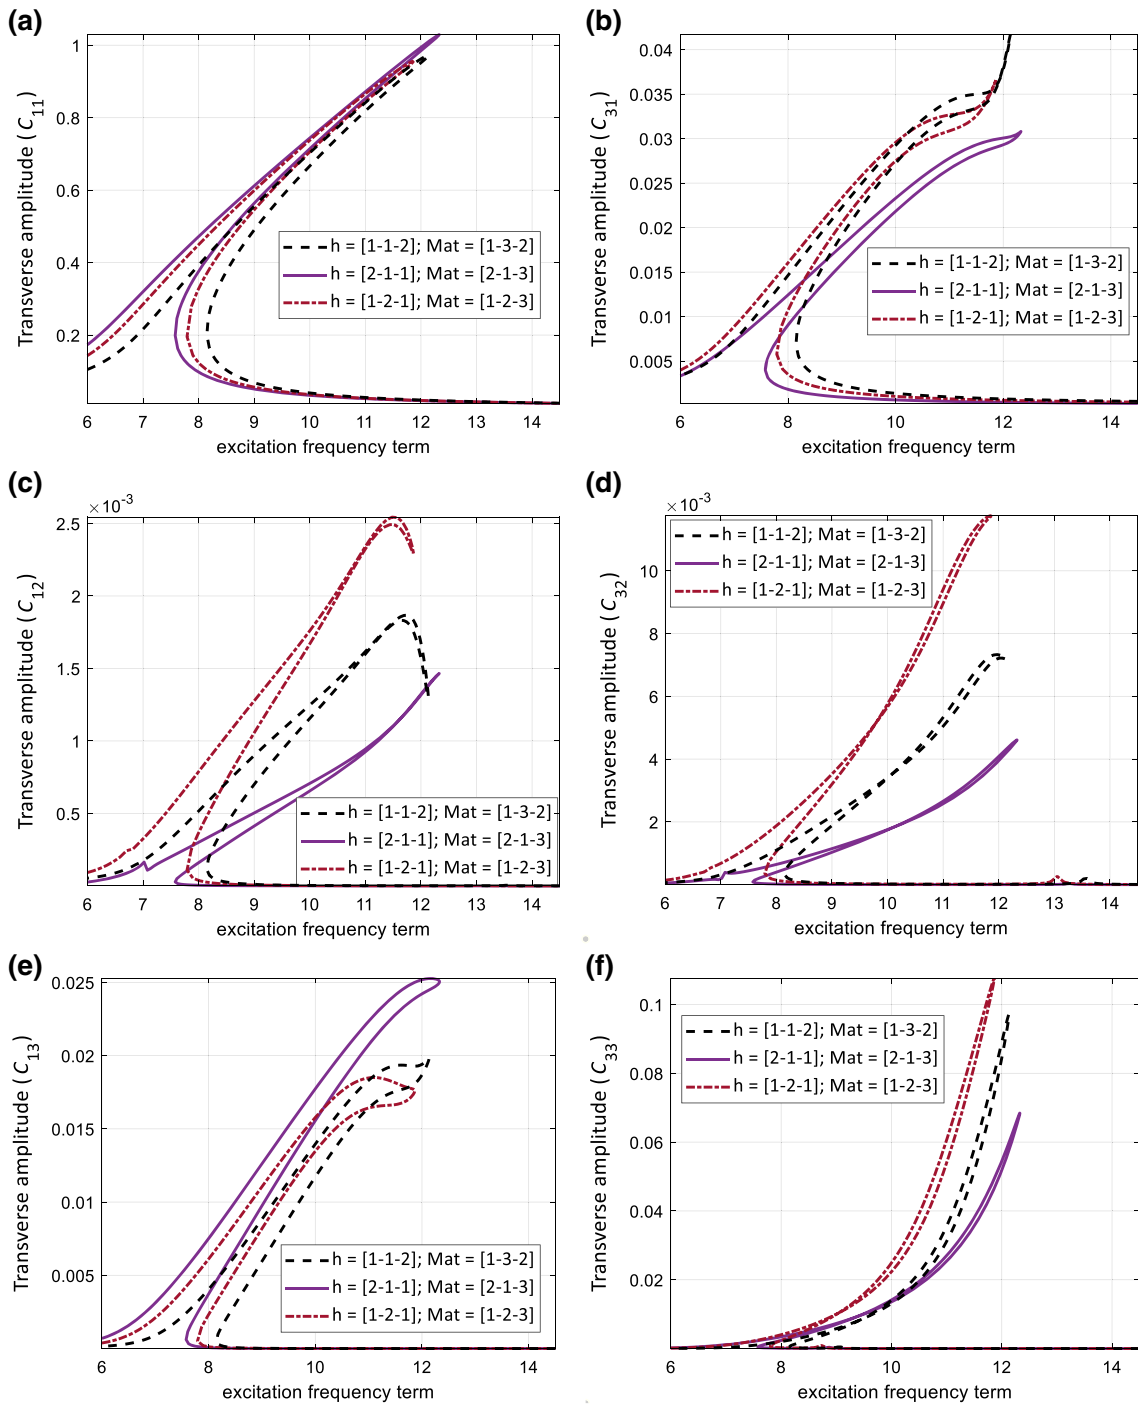 (a)
1
0.8
0.6
0.4
0.2
6 7 8 9 10 11 12 13 14
Transverse amplitude (C11)
excitation frequency term
h = [1-1-2]; Mat = [1-3-2]
h = [2-1-1]; Mat = [2-1-3]
h = [1-2-1]; Mat = [1-2-3]
(b)
0.04
0.035
0.03
0.025
0.02
0.015
0.01
0.005
6 8 10 12 14
Transverse amplitude (C31)
excitation frequency term
h = [1-1-2]; Mat = [1-3-2]
h = [2-1-1]; Mat = [2-1-3]
h = [1-2-1]; Mat = [1-2-3]
(c)
×10-3
2.5
2
1.5
1
0.5
6 7 8 9 10 11 12 13 14
Transverse amplitude (C12)
excitation frequency term
h = [1-1-2]; Mat = [1-3-2]
h = [2-1-1]; Mat = [2-1-3]
h = [1-2-1]; Mat = [1-2-3]
(d)
×10-3
10
8
6
4
2
6 7 8 9 10 11 12 13 14
Transverse amplitude (C32)
excitation frequency term
h = [1-1-2]; Mat = [1-3-2]
h = [2-1-1]; Mat = [2-1-3]
h = [1-2-1]; Mat = [1-2-3]
(e)
0.025
0.02
0.015
0.01
0.005
6 8 10 12 14
Transverse amplitude (C13)
excitation frequency term
h = [1-1-2]; Mat = [1-3-2]
h = [2-1-1]; Mat = [2-1-3]
h = [1-2-1]; Mat = [1-2-3]
(f)
0.1
0.08
0.06
0.04
0.02
6 8 10 12 14
Transverse amplitude (C33)
excitation frequency term
h = [1-1-2]; Mat = [1-3-2]
h = [2-1-1]; Mat = [2-1-3]
h = [1-2-1]; Mat = [1-2-3]